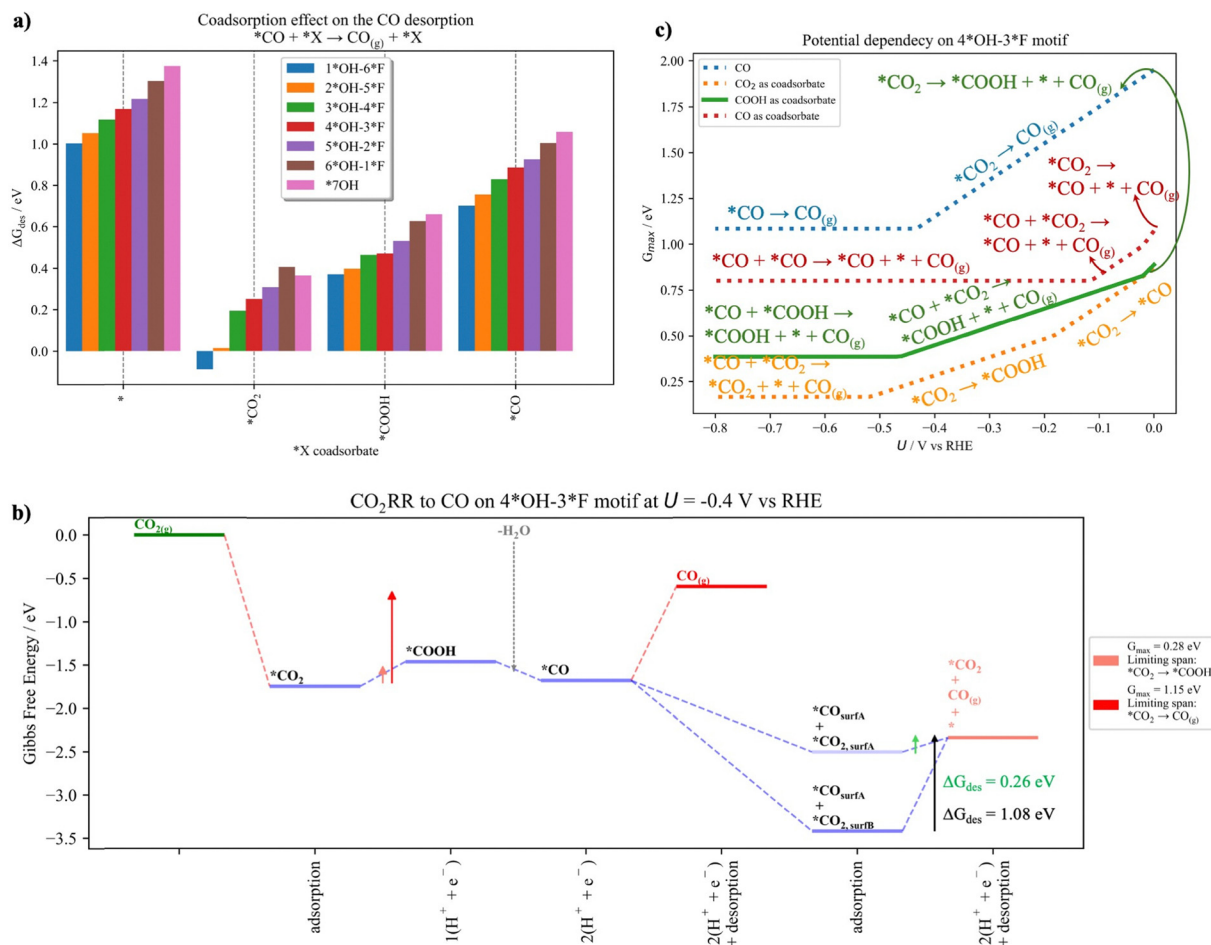 a)
Coadsorption effect on the CO desorption
*CO + *X → CO(g) + *X
ΔGdes / eV
1.4
1.2
1.0
0.8
0.6
0.4
0.2
0.0
1*OH-6*F
2*OH-5*F
3*OH-4*F
4*OH-3*F
5*OH-2*F
6*OH-1*F
*7OH
*
*CO2
*COOH
*CO
*X coadsorbate
c)
Potential dependecy on 4*OH-3*F motif
Gmax / eV
2.00
1.75
1.50
1.25
1.00
0.75
0.50
0.25
CO
CO2 as coadsorbate
COOH as coadsorbate
CO as coadsorbate
*CO2 → *COOH + * + CO(g)
*CO2 → CO(g)
*CO2 →
*CO + * + CO(g)
*CO → CO(g)
*CO + *CO2 →
*CO + * + CO(g)
*CO + *CO → *CO + * + CO(g)
*CO + *COOH →
*COOH + * + CO(g)
*CO + *CO2 →
*COOH + * + CO(g)
*CO2 → *CO
*CO + *CO2 →
*CO2 + * + CO(g)
*CO2 → *COOH
−0.8
−0.7
−0.6
−0.5
−0.4
−0.3
−0.2
−0.1
0.0
U / V vs RHE
b)
CO2RR to CO on 4*OH-3*F motif at U = -0.4 V vs RHE
Gibbs Free Energy / eV
0.0
−0.5
−1.0
−1.5
−2.0
−2.5
−3.0
−3.5
CO2(g)
*CO2
*COOH
-H2O
*CO
CO(g)
*COsurfA
+
*CO2, surfA
*COsurfA
+
*CO2, surfB
*CO2
+
CO(g)
+
*
ΔGdes = 0.26 eV
ΔGdes = 1.08 eV
Gmax = 0.28 eV
Limiting span:
*CO2 → *COOH
Gmax = 1.15 eV
Limiting span:
*CO2 → CO(g)
adsorption
1(H+ + e−)
2(H+ + e−)
2(H+ + e−)
+ desorption
adsorption
2(H+ + e−)
+ desorption